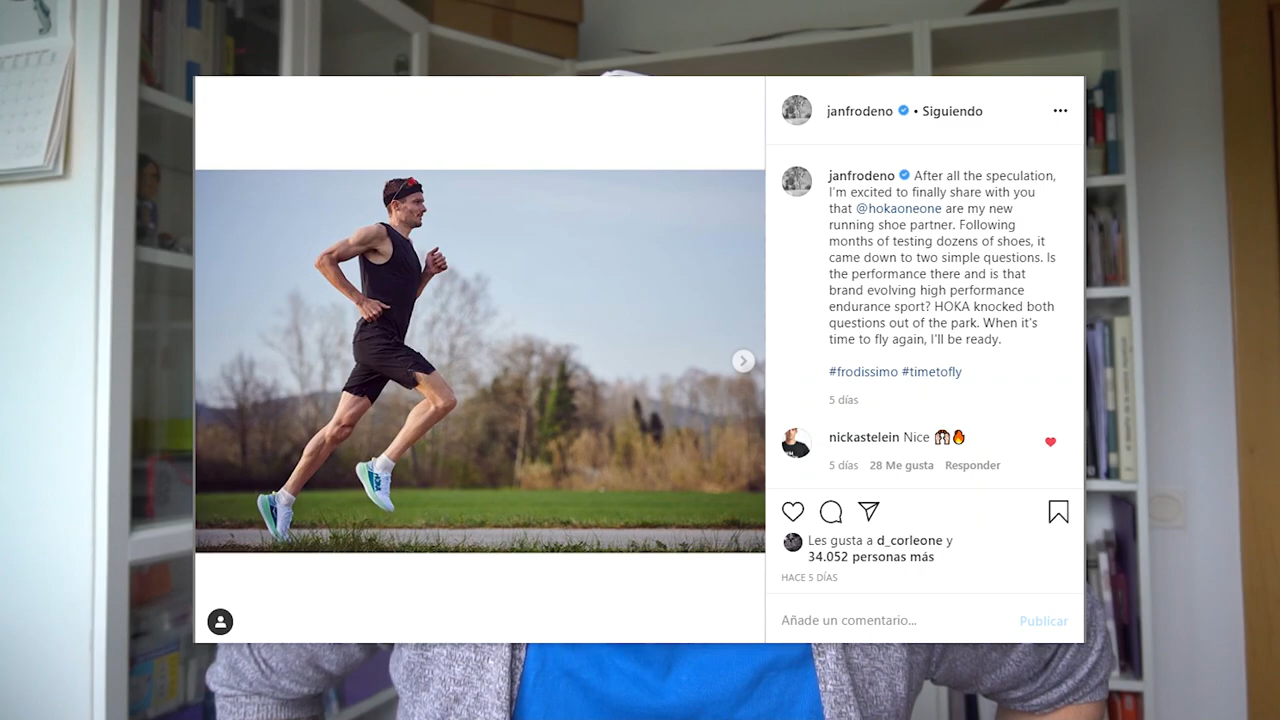 janfrodeno • Siguiendo
janfrodeno After all the speculation,
I'm excited to finally share with you
that @hokaoneone are my new
running shoe partner. Following
months of testing dozens of shoes, it
came down to two simple questions. Is
the performance there and is that
brand evolving high performance
endurance sport? HOKA knocked both
questions out of the park. When it's
time to fly again, I'll be ready.
#frodissimo #timetofly
5 días
nickastelein Nice 🙌🔥
5 días 28 Me gusta Responder
Les gusta a d_corleone y
34.052 personas más
HACE 5 DÍAS
Añade un comentario... Publicar